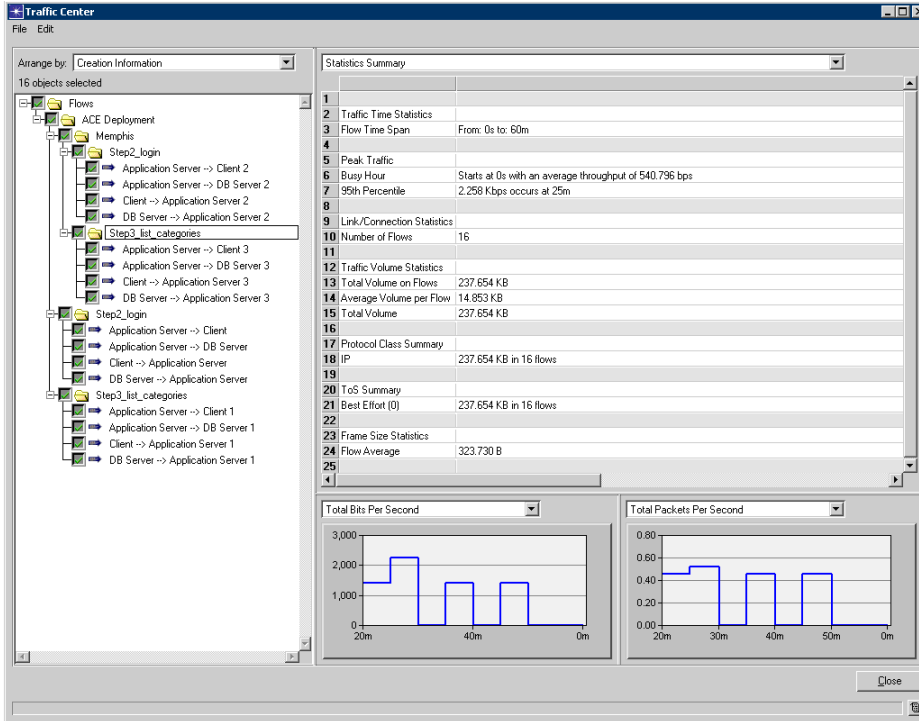 Traffic Center
File Edit
Arrange by: Creation Information
16 objects selected
Flows
ACE Deployment
Memphis
Step2_login
Application Server --> Client 2
Application Server --> DB Server 2
Client --> Application Server 2
DB Server --> Application Server 2
Step3_list_categories
Application Server --> Client 3
Application Server --> DB Server 3
Client --> Application Server 3
DB Server --> Application Server 3
Step2_login
Application Server --> Client
Application Server --> DB Server
Client --> Application Server
DB Server --> Application Server
Step3_list_categories
Application Server --> Client 1
Application Server --> DB Server 1
Client --> Application Server 1
DB Server --> Application Server 1
Statistics Summary
1
2 Traffic Time Statistics
3 Flow Time Span From: 0s to: 60m
4
5 Peak Traffic
6 Busy Hour Starts at 0s with an average throughput of 540.796 bps
7 95th Percentile 2.258 Kbps occurs at 25m
8
9 Link/Connection Statistics
10 Number of Flows 16
11
12 Traffic Volume Statistics
13 Total Volume on Flows 237.654 KB
14 Average Volume per Flow 14.853 KB
15 Total Volume 237.654 KB
16
17 Protocol Class Summary
18 IP 237.654 KB in 16 flows
19
20 ToS Summary
21 Best Effort (0) 237.654 KB in 16 flows
22
23 Frame Size Statistics
24 Flow Average 323.730 B
25
Total Bits Per Second
3,000
2,000
1,000
0
20m 40m 0m
Total Packets Per Second
0.80
0.60
0.40
0.20
0.00
20m 30m 40m 50m 0m
Close